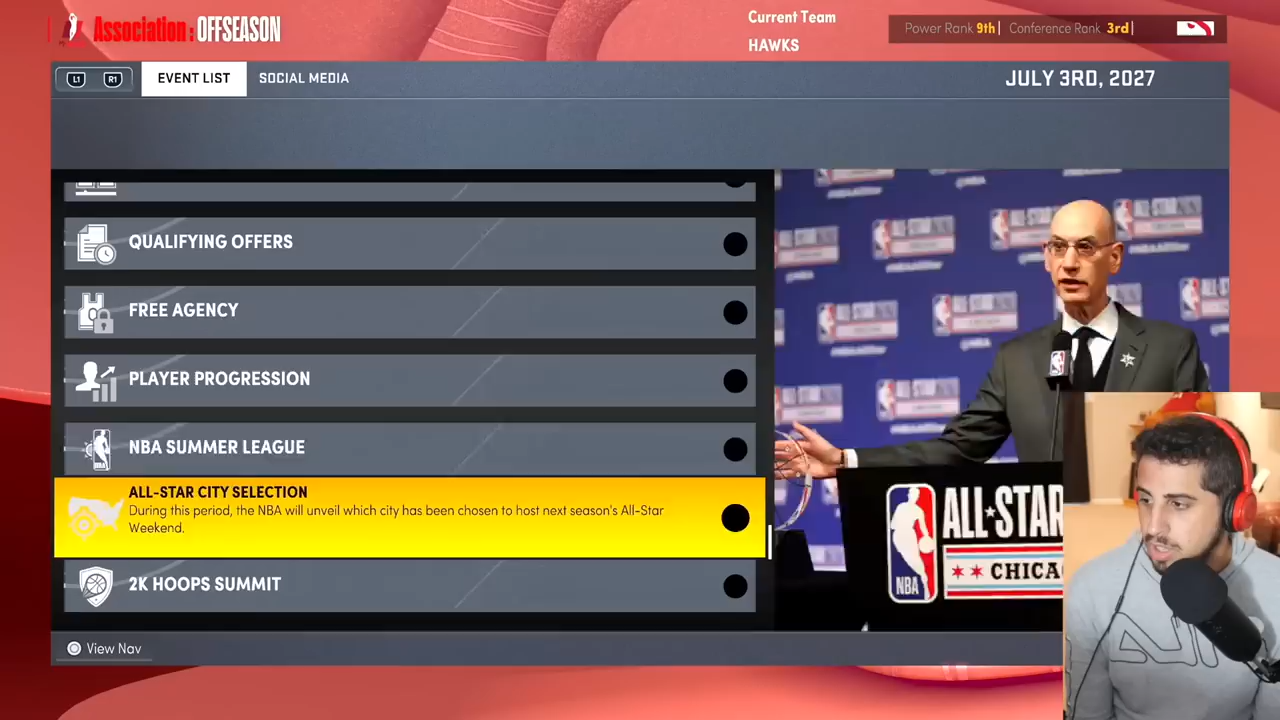 Association : OFFSEASON
Current Team
HAWKS
Power Rank 9th| Conference Rank 3rd|
L1 R1 EVENT LIST SOCIAL MEDIA
JULY 3RD, 2027
QUALIFYING OFFERS
FREE AGENCY
PLAYER PROGRESSION
NBA SUMMER LEAGUE
ALL-STAR CITY SELECTION
During this period, the NBA will unveil which city has been chosen to host next season's All-Star
Weekend.
2K HOOPS SUMMIT
View Nav
NBA
ALL★STAR
★★ CHICA